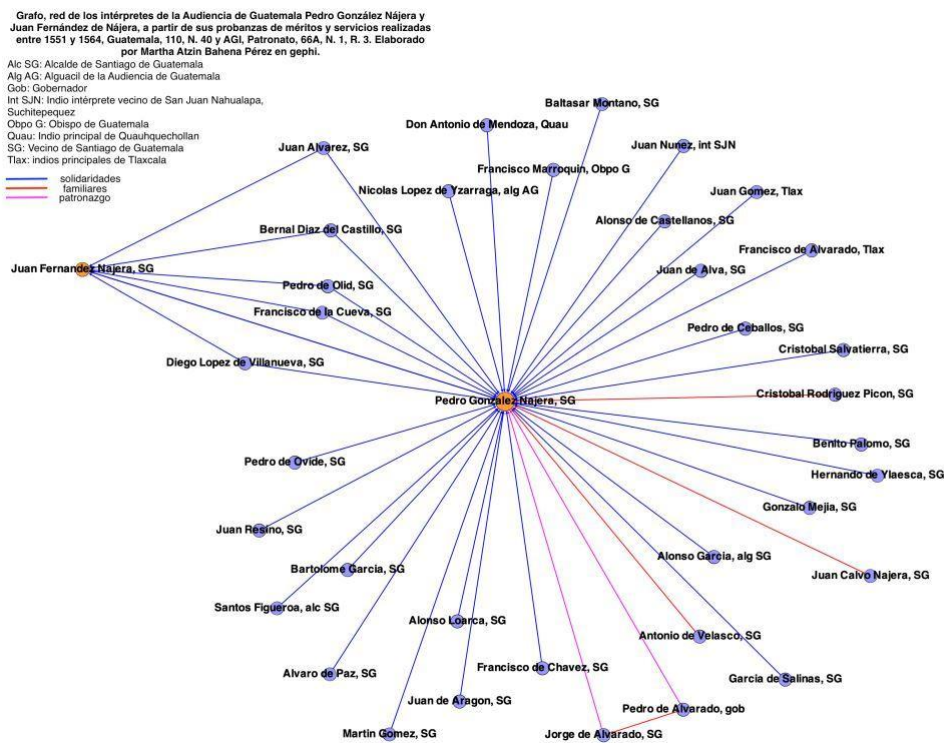 Grafo, red de los intérpretes de la Audiencia de Guatemala Pedro González Nájera y
Juan Fernández de Nájera, a partir de sus probanzas de méritos y servicios realizadas
entre 1551 y 1564, Guatemala, 110, N. 40 y AGI, Patronato, 66A, N. 1, R. 3. Elaborado
por Martha Atzin Bahena Pérez en gephi.
Alc SG: Alcalde de Santiago de Guatemala
Alg AG: Alguacil de la Audiencia de Guatemala
Gob: Gobernador
Int SJN: Indio intérprete vecino de San Juan Nahualapa,
Suchitepequez
Obpo G: Obispo de Guatemala
Quau: Indio principal de Quauhquechollan
SG: Vecino de Santiago de Guatemala
Tlax: indios principales de Tlaxcala
solidaridades
familiares
patronazgo
Baltasar Montano, SG
Don Antonio de Mendoza, Quau
Juan Alvarez, SG
Juan Nunez, int SJN
Francisco Marroquin, Obpo G
Nicolas Lopez de Yzarraga, alg AG
Juan Gomez, Tlax
Alonso de Castellanos, SG
Bernal Diaz del Castillo, SG
Francisco de Alvarado, Tlax
Juan Fernandez Najera, SG
Juan de Alva, SG
Pedro de Olid, SG
Francisco de la Cueva, SG
Pedro de Ceballos, SG
Cristobal Salvatierra, SG
Diego Lopez de Villanueva, SG
Cristobal Rodriguez Picon, SG
Pedro Gonzalez Najera, SG
Benito Palomo, SG
Pedro de Ovide, SG
Hernando de Ylaesca, SG
Gonzalo Mejia, SG
Juan Resino, SG
Alonso Garcia, alg SG
Bartolome Garcia, SG
Juan Calvo Najera, SG
Santos Figueroa, alc SG
Alonso Loarca, SG
Antonio de Velasco, SG
Francisco de Chavez, SG
Alvaro de Paz, SG
Garcia de Salinas, SG
Juan de Aragon, SG
Pedro de Alvarado, gob
Martin Gomez, SG
Jorge de Alvarado, SG